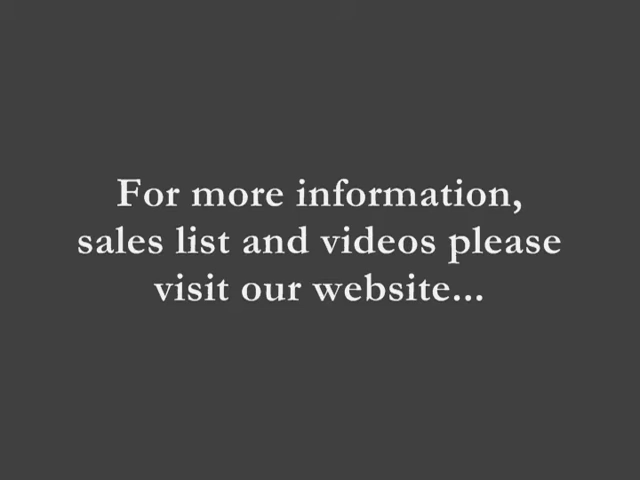 For more information,
sales list and videos please
visit our website...